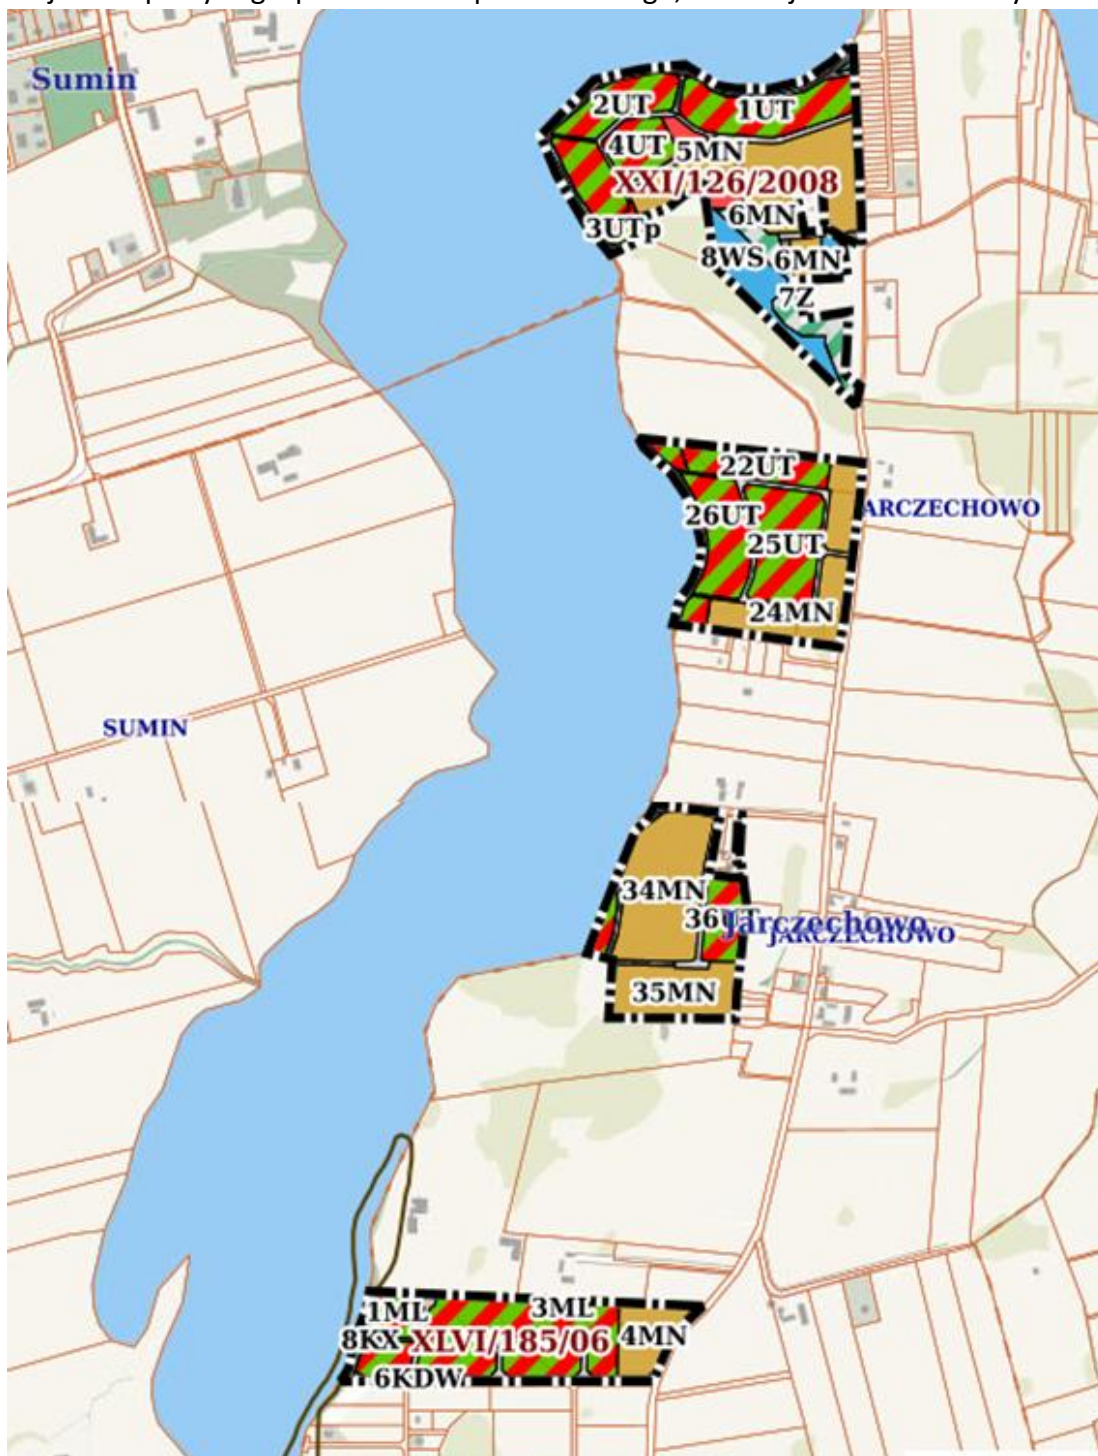 Sumin
2UT
1UT
4UT
5MN
XXI/126/2008
6MN
3UTp
8WS
6MN
7Z
22UT
26UT
ARCZECHOWO
25UT
24MN
SUMIN
34MN
36UT
Jarczechowo
JARCZECHOWO
35MN
1ML
3ML
8KX
XLVI/185/06
4MN
6KDW